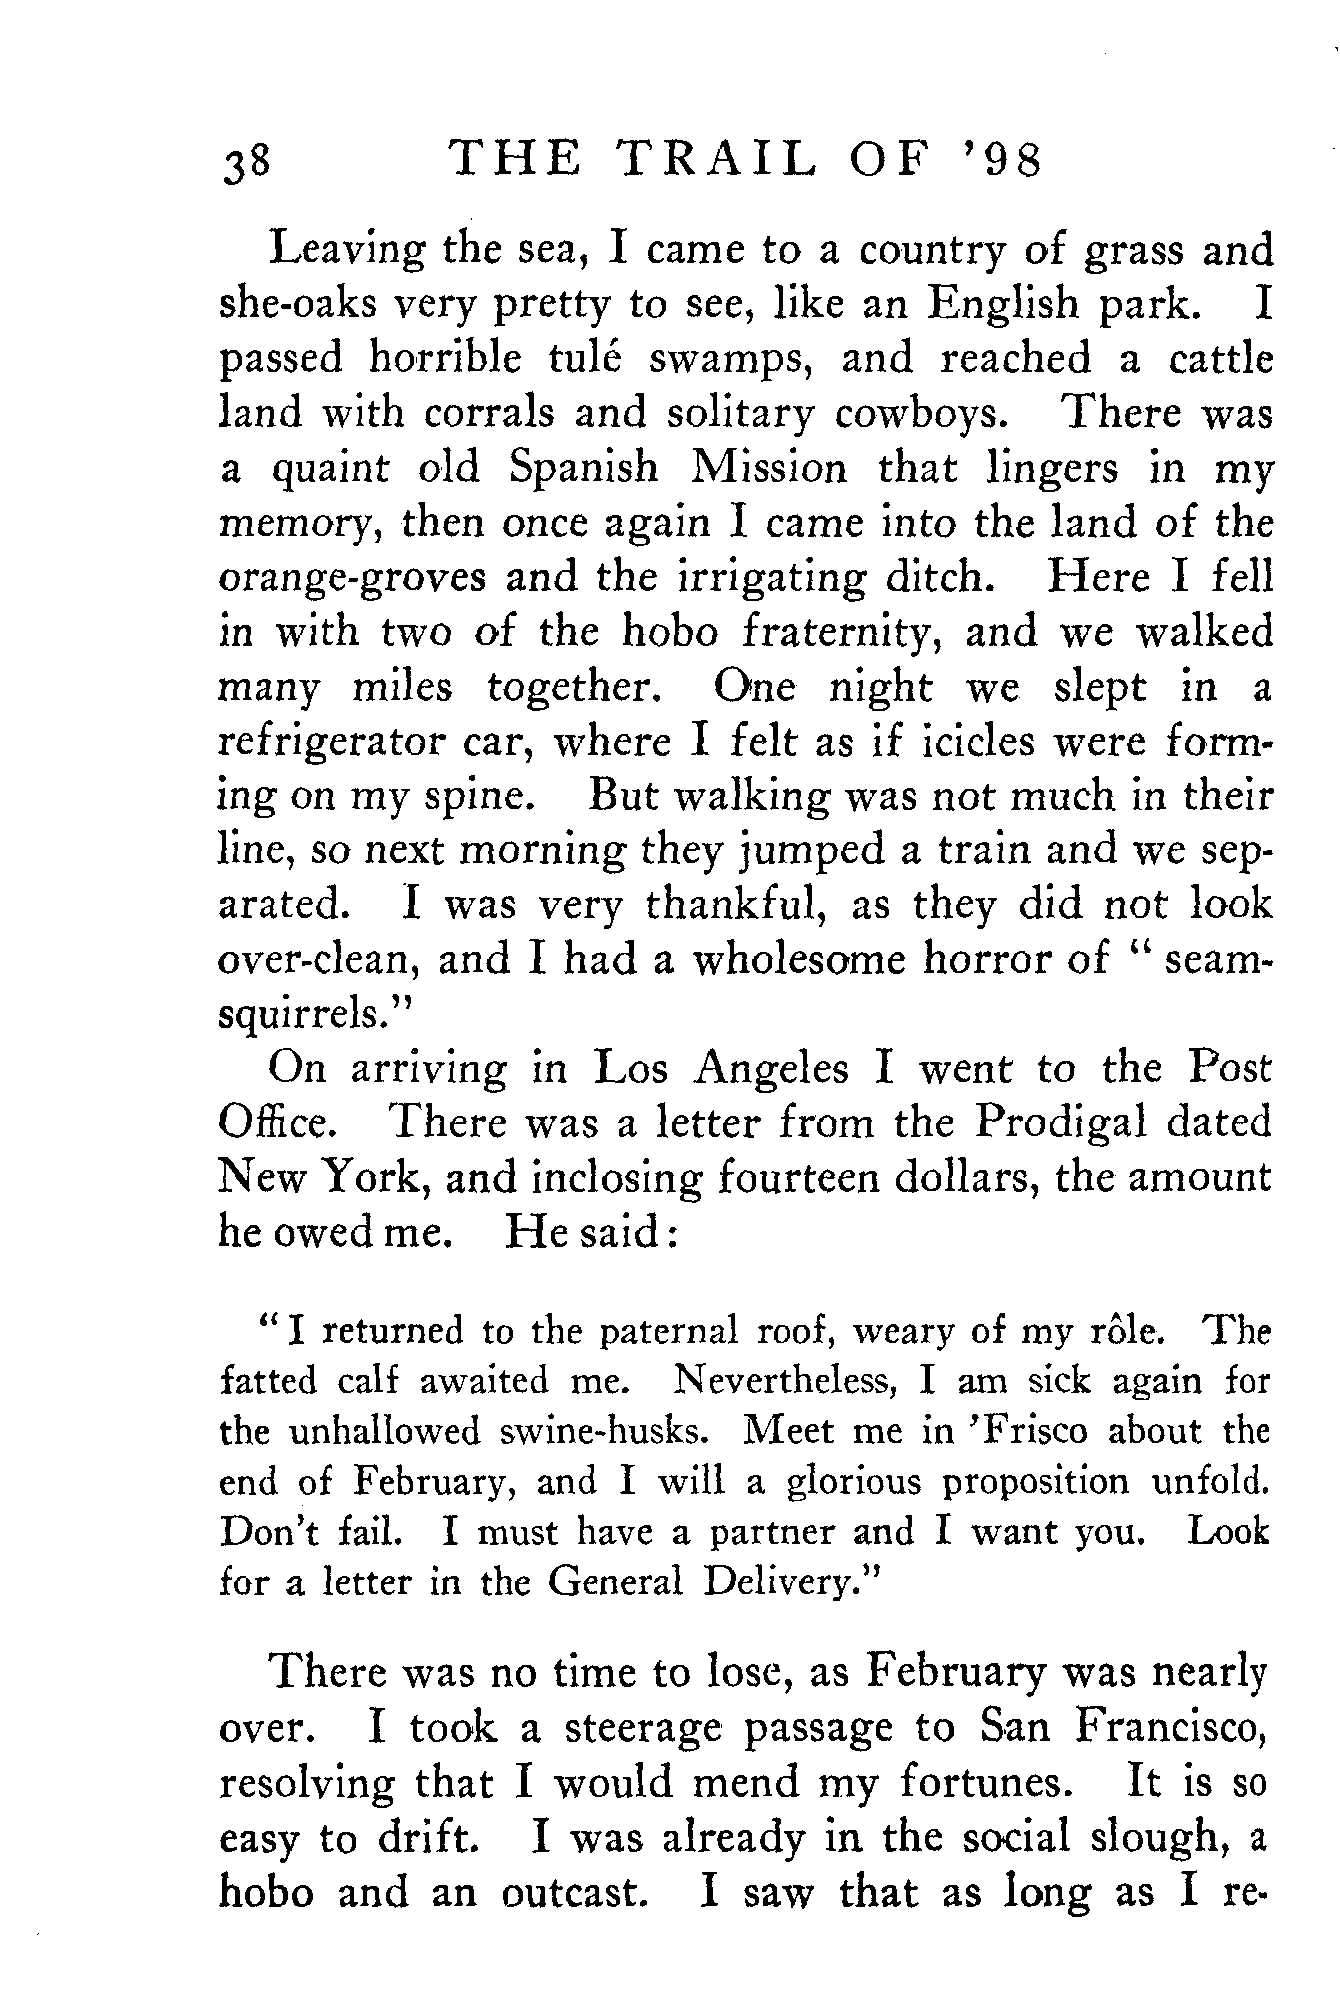 38 THE TRAIL OF '98
Leaving the sea, I came to a country of grass and
she-oaks very pretty to see, like an English park. I
passed horrible tulé swamps, and reached a cattle
land with corrals and solitary cowboys. There was
a quaint old Spanish Mission that lingers in my
memory, then once again I came into the land of the
orange-groves and the irrigating ditch. Here I fell
in with two of the hobo fraternity, and we walked
many miles together. One night we slept in a
refrigerator car, where I felt as if icicles were form-
ing on my spine. But walking was not much in their
line, so next morning they jumped a train and we sep-
arated. I was very thankful, as they did not look
over-clean, and I had a wholesome horror of " seam-
squirrels."
On arriving in Los Angeles I went to the Post
Office. There was a letter from the Prodigal dated
New York, and inclosing fourteen dollars, the amount
he owed me. He said:
"I returned to the paternal roof, weary of my rôle. The
fatted calf awaited me. Nevertheless, I am sick again for
the unhallowed swine-husks. Meet me in 'Frisco about the
end of February, and I will a glorious proposition unfold.
Don't fail. I must have a partner and I want you. Look
for a letter in the General Delivery."
There was no time to lose, as February was nearly
over. I took a steerage passage to San Francisco,
resolving that I would mend my fortunes. It is so
easy to drift. I was already in the social slough, a
hobo and an outcast. I saw that as long as I re-